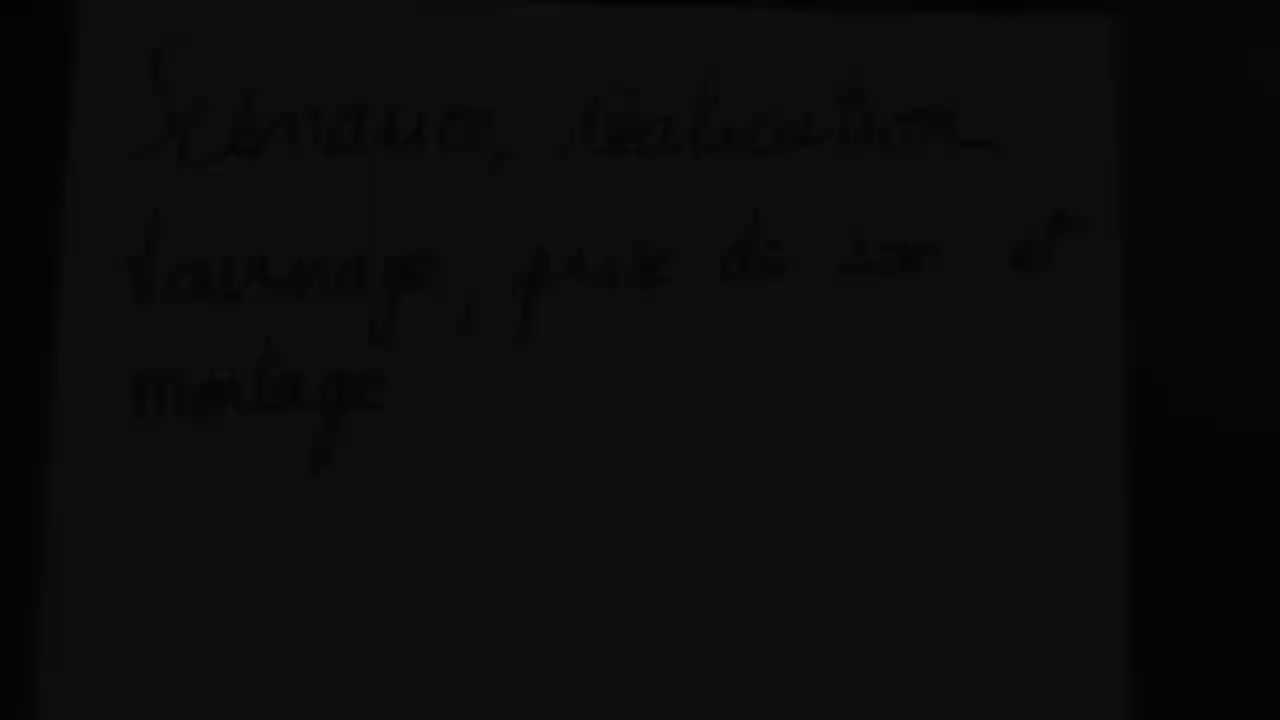 Scénario, réalisation,
tournage, prise de son et
montage